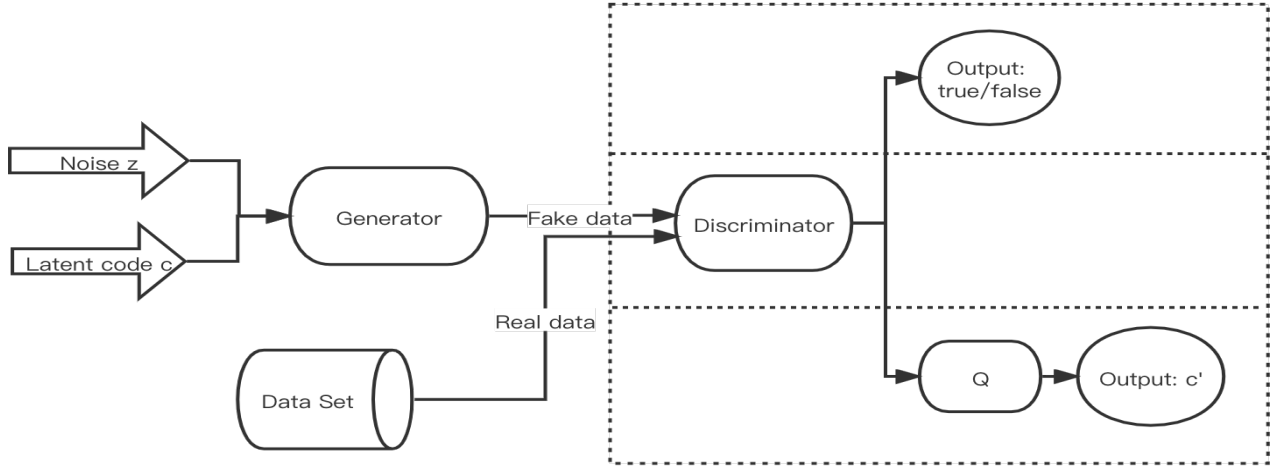 Output:
true/false
Noise z
Generator
Fake data
Discriminator
Latent code c
Real data
Data Set
Q
Output: c'